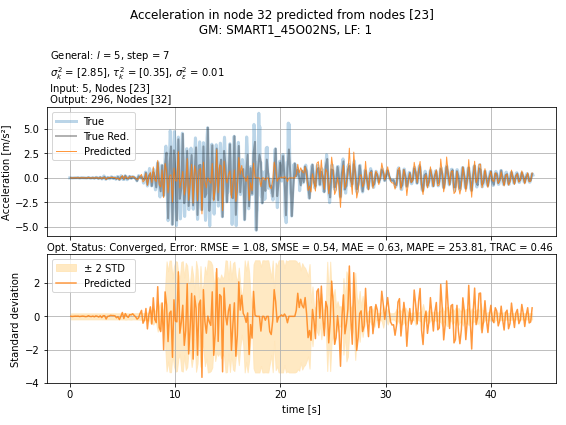 Acceleration in node 32 predicted from nodes [23]
GM: SMART1_45O02NS, LF: 1
General: l = 5, step = 7
σ²ₖ = [2.85], τ²ₖ = [0.35], σ²ε = 0.01
Input: 5, Nodes [23]
Output: 296, Nodes [32]
Acceleration [m/s²]
5.0
2.5
0.0
−2.5
−5.0
True
True Red.
Predicted
Opt. Status: Converged, Error: RMSE = 1.08, SMSE = 0.54, MAE = 0.63, MAPE = 253.81, TRAC = 0.46
Standard deviation
2
0
−2
−4
± 2 STD
Predicted
0 10 20 30 40
time [s]